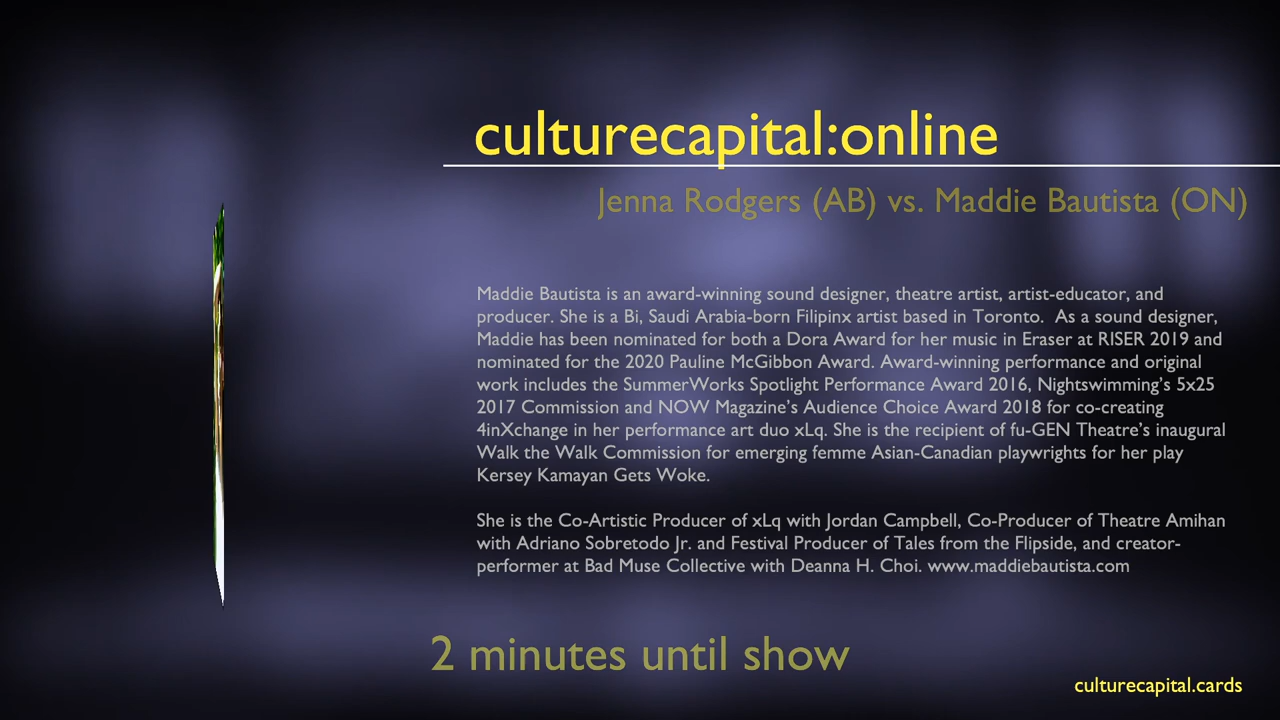 culturecapital:online
Jenna Rodgers (AB) vs. Maddie Bautista (ON)
Maddie Bautista is an award-winning sound designer, theatre artist, artist-educator, and
producer. She is a Bi, Saudi Arabia-born Filipinx artist based in Toronto.  As a sound designer,
Maddie has been nominated for both a Dora Award for her music in Eraser at RISER 2019 and
nominated for the 2020 Pauline McGibbon Award. Award-winning performance and original
work includes the SummerWorks Spotlight Performance Award 2016, Nightswimming’s 5x25
2017 Commission and NOW Magazine’s Audience Choice Award 2018 for co-creating
4inXchange in her performance art duo xLq. She is the recipient of fu-GEN Theatre’s inaugural
Walk the Walk Commission for emerging femme Asian-Canadian playwrights for her play
Kersey Kamayan Gets Woke.
She is the Co-Artistic Producer of xLq with Jordan Campbell, Co-Producer of Theatre Amihan
with Adriano Sobretodo Jr. and Festival Producer of Tales from the Flipside, and creator-
performer at Bad Muse Collective with Deanna H. Choi. www.maddiebautista.com
2 minutes until show
culturecapital.cards